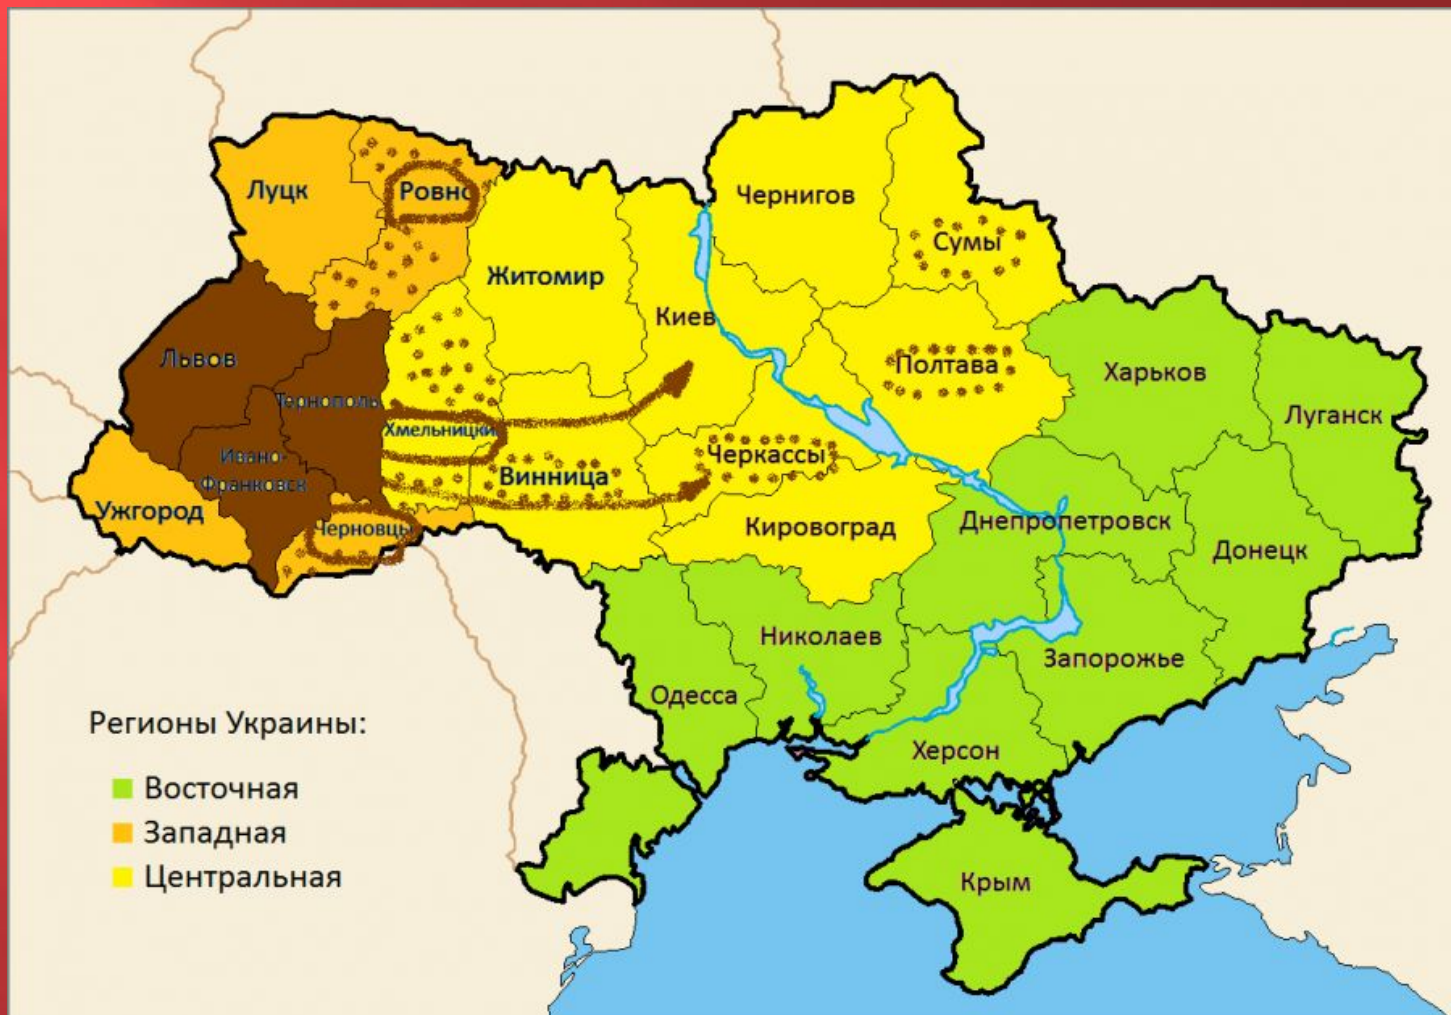 Чернигов
Луцк
Ровно
Сумы
Житомир
Киев
Львов
Полтава
Харьков
Тернополь
Луганск
Хмельницки
Ивано-
Франковск
Винница
Черкассы
Ужгород
Черновцы
Кировоград
Днепропетровск
Донецк
Николаев
Запорожье
Одесса
Херсон
Крым
Регионы Украины:
Восточная
Западная
Центральная